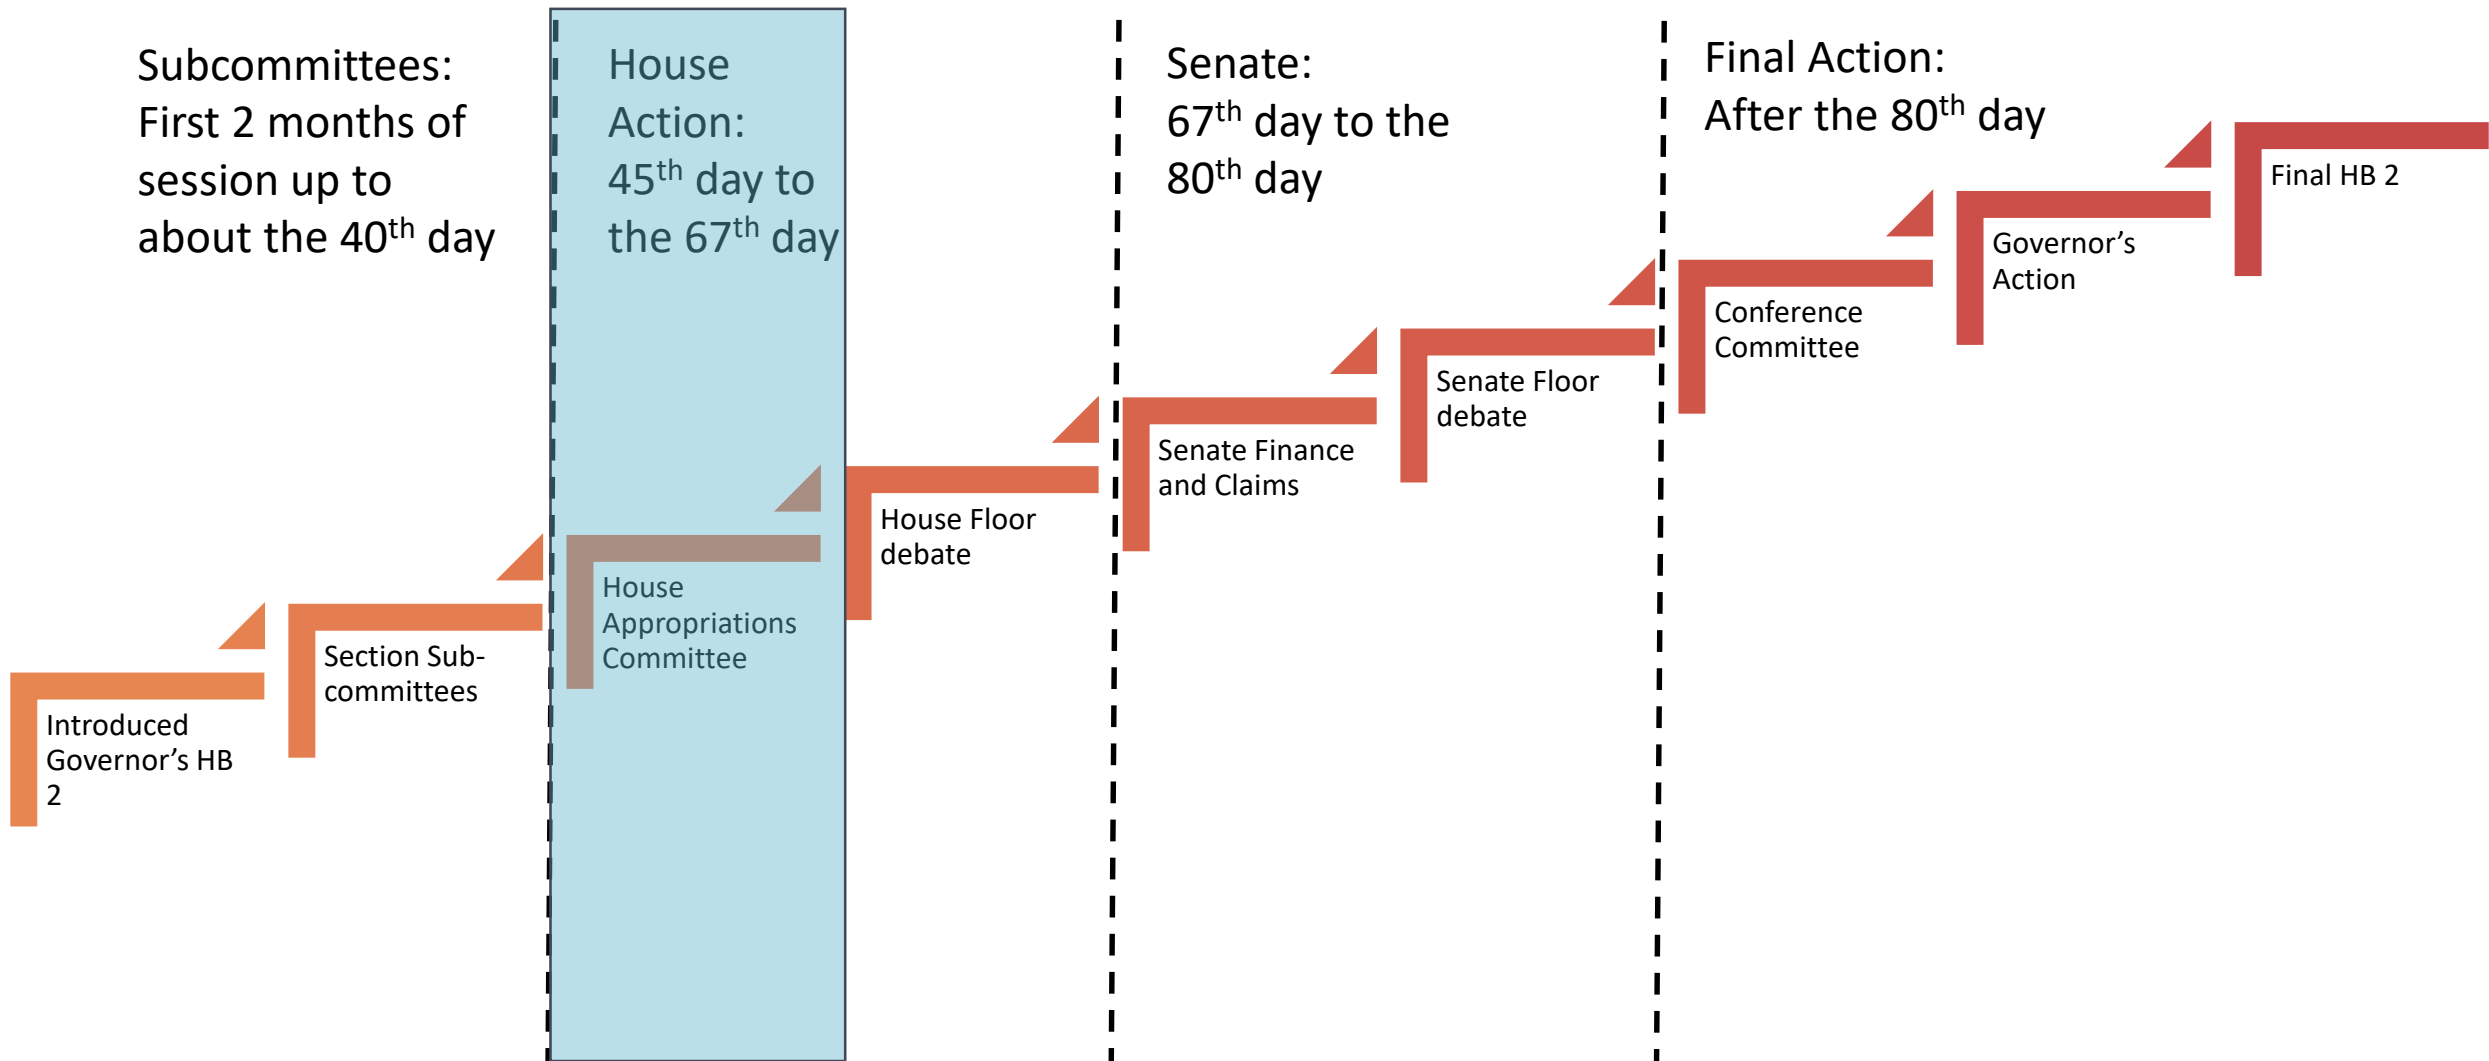 Subcommittees:
First 2 months of
session up to
about the 40th day
House
Action:
45th day to
the 67th day
Senate:
67th day to the
80th day
Final Action:
After the 80th day
Introduced
Governor’s HB
2
Section Sub-
committees
House
Appropriations
Committee
House Floor
debate
Senate Finance
and Claims
Senate Floor
debate
Conference
Committee
Governor’s
Action
Final HB 2